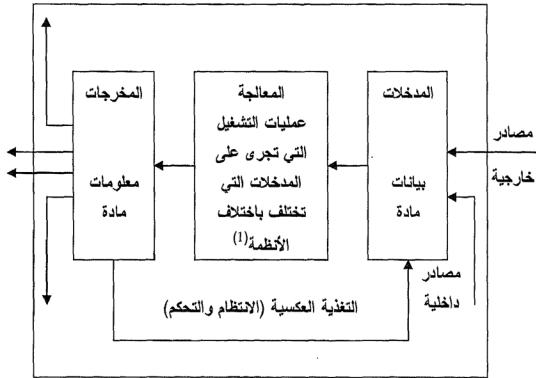 المدخلات
بيانات
مادة
المعالجة
عمليات التشغيل
التي تجرى على
المدخلات التي
تختلف باختلاف
الأنظمة(1)
المخرجات
معلومات
مادة
مصادر
خارجية
مصادر
داخلية
التغذية العكسية (الانتظام والتحكم)